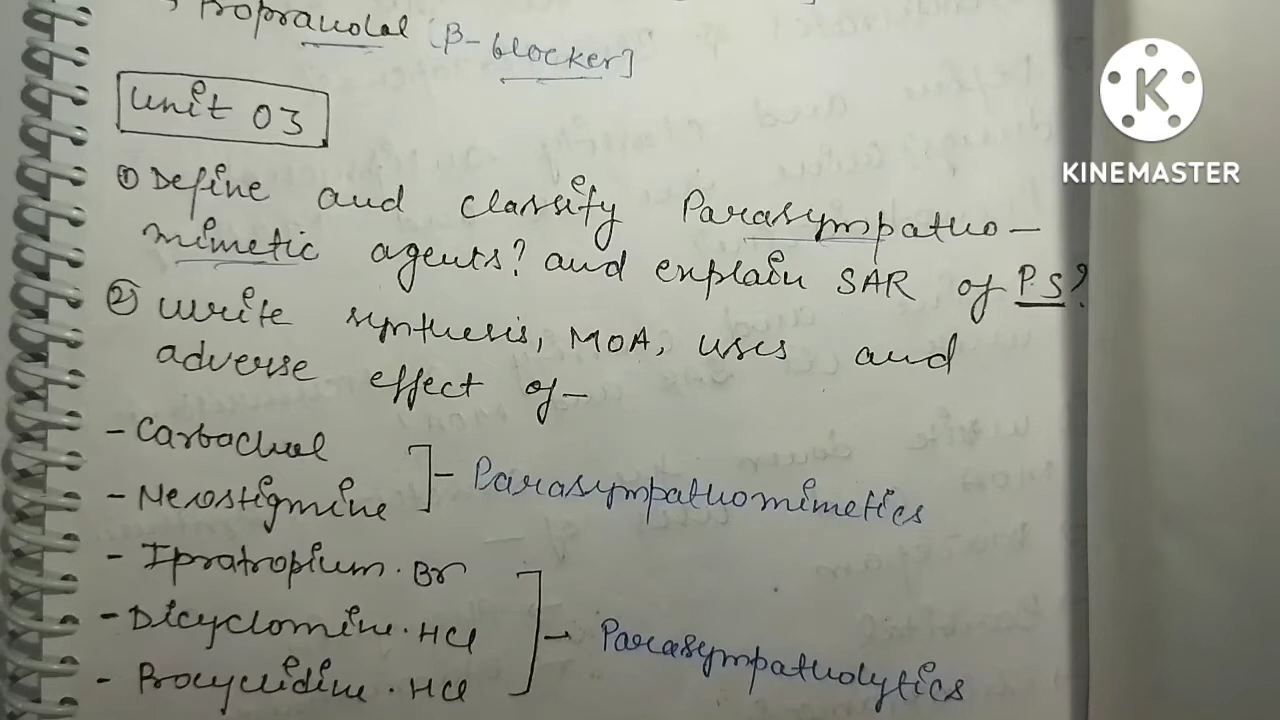 Propranolol [β-blocker]
Unit 03
① Define and classify Parasympatho-
mimetic agents? and explain SAR of P.S?
② Write synthesis, MOA, uses and
adverse effect of-
- Carbachol
- Neostigmine ]- Parasympathomimetics
- Ipratropium. Br
- Dicyclomine. HCl ]- Parasympatholytics
- Procyclidine. HCl
K
KINEMASTER